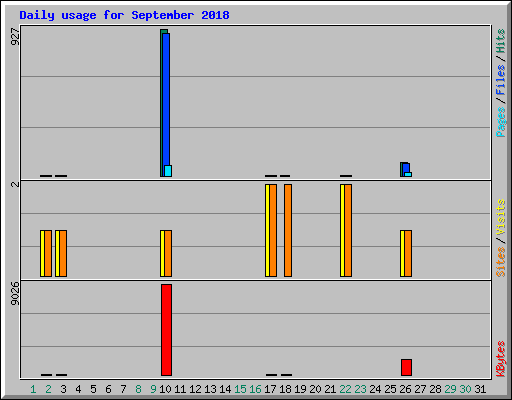 Daily usage for September 2018
927
Pages / Files / Hits
2
Sites / Visits
9026
KBytes
1 2 3 4 5 6 7 8 9 10 11 12 13 14 15 16 17 18 19 20 21 22 23 24 25 26 27 28 29 30 31